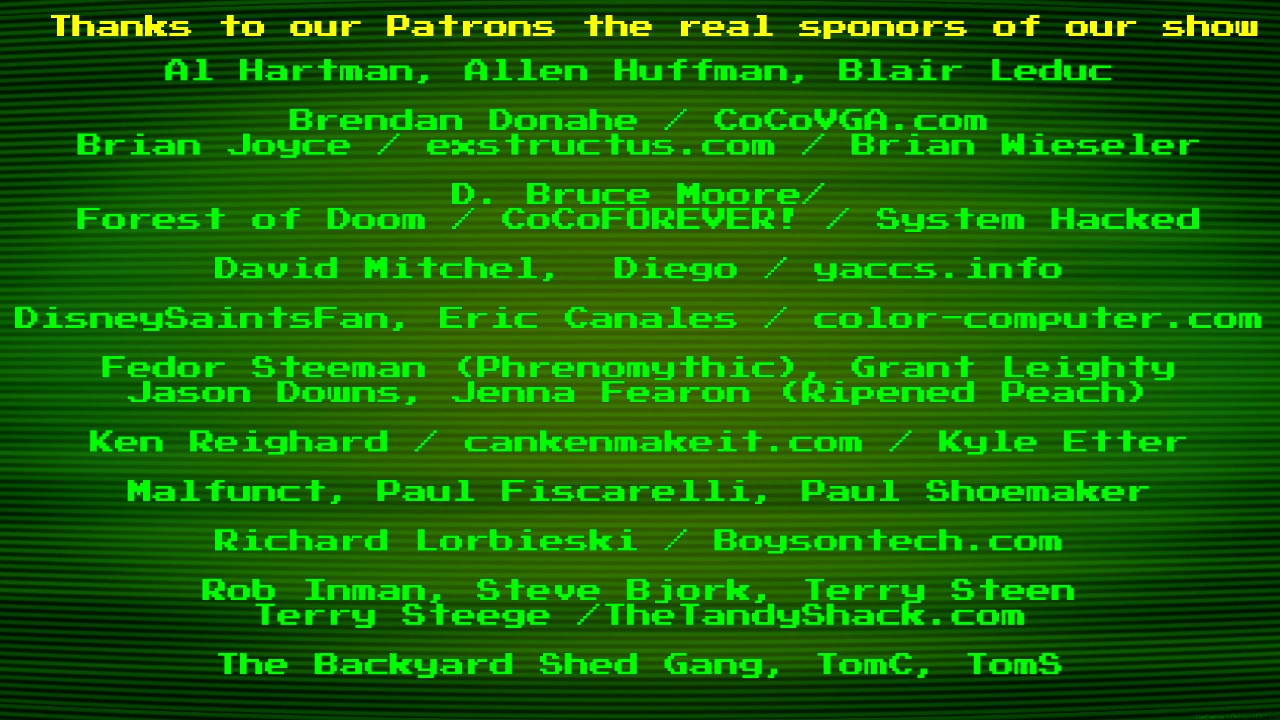 Thanks to our Patrons the real sponors of our show
Al Hartman, Allen Huffman, Blair Leduc
Brendan Donahe / CoCoVGA.com
Brian Joyce / exstructus.com / Brian Wieseler
D. Bruce Moore/
Forest of Doom / CoCoFOREVER! / System Hacked
David Mitchel,  Diego / yaccs.info
DisneySaintsFan, Eric Canales / color-computer.com
Fedor Steeman (Phrenomythic), Grant Leighty
Jason Downs, Jenna Fearon (Ripened Peach)
Ken Reighard / cankenmakeit.com / Kyle Etter
Malfunct, Paul Fiscarelli, Paul Shoemaker
Richard Lorbieski / Boysontech.com
Rob Inman, Steve Bjork, Terry Steen
Terry Steege /TheTandyShack.com
The Backyard Shed Gang, TomC, TomS